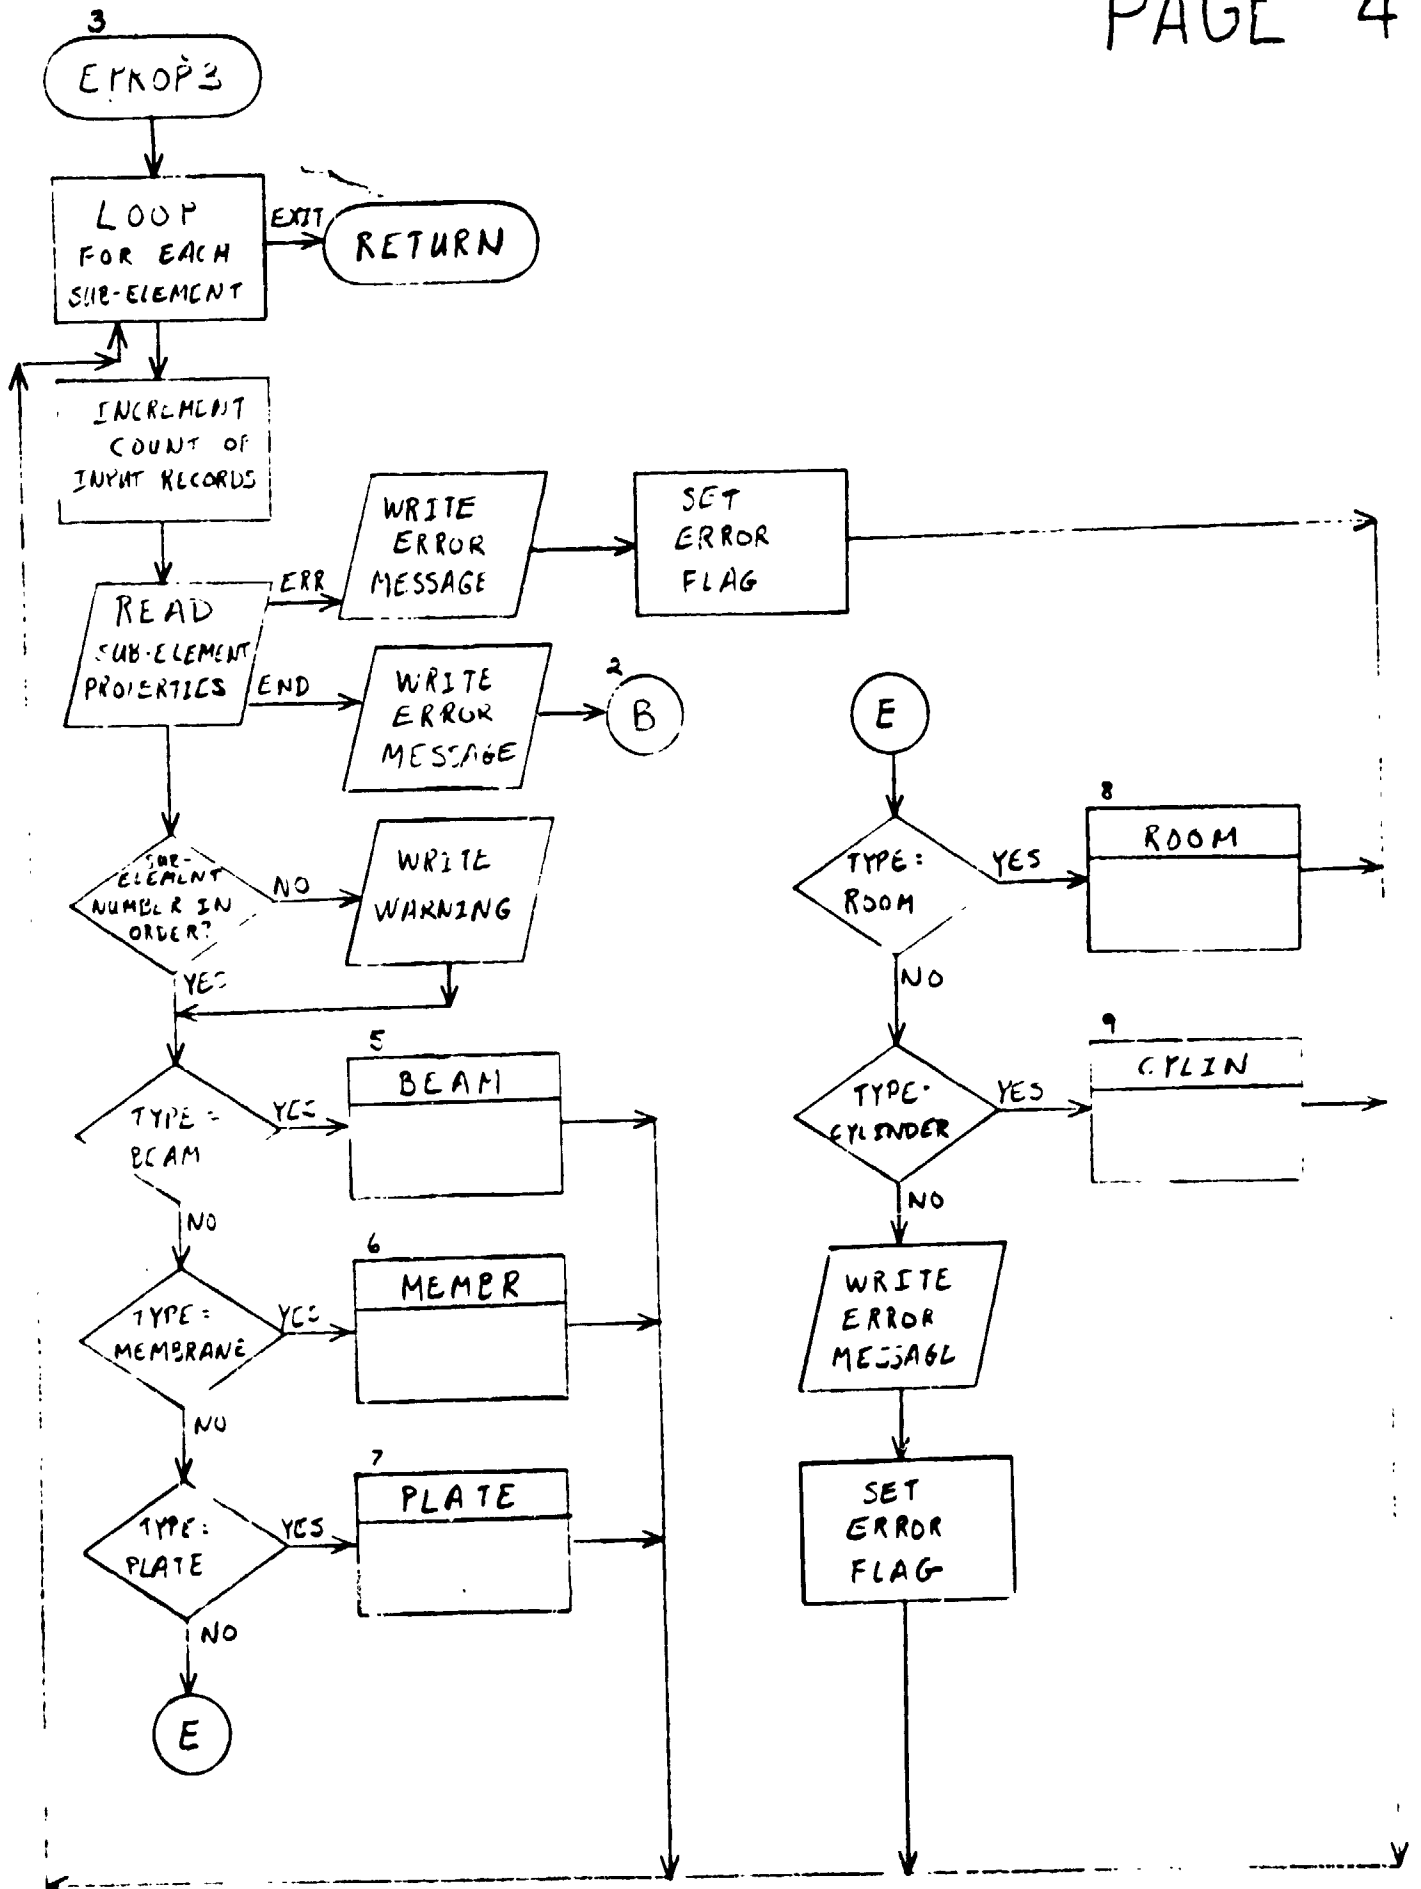 PAGE 4
3
LOOP
FOR EACH
SUB-ELEMENT
EXIT
RETURN
INCREMENT
COUNT OF
INPUT RECORDS
READ
SUB-ELEMENT
PROPERTIES
ERR
WRITE
ERROR
MESSAGE
SET
ERROR
FLAG
END
WRITE
ERROR
MESSAGE
2
B
SUB-
ELEMENT
NUMBER IN
ORDER?
NO
WRITE
WARNING
YES
TYPE =
BEAM
YES
5
BEAM
NO
TYPE =
MEMBRANE
YES
6
MEMBR
NO
TYPE =
PLATE
YES
7
PLATE
NO
E
E
TYPE =
ROOM
YES
8
ROOM
NO
TYPE =
CYLINDER
YES
9
CYLIN
NO
WRITE
ERROR
MESSAGE
SET
ERROR
FLAG